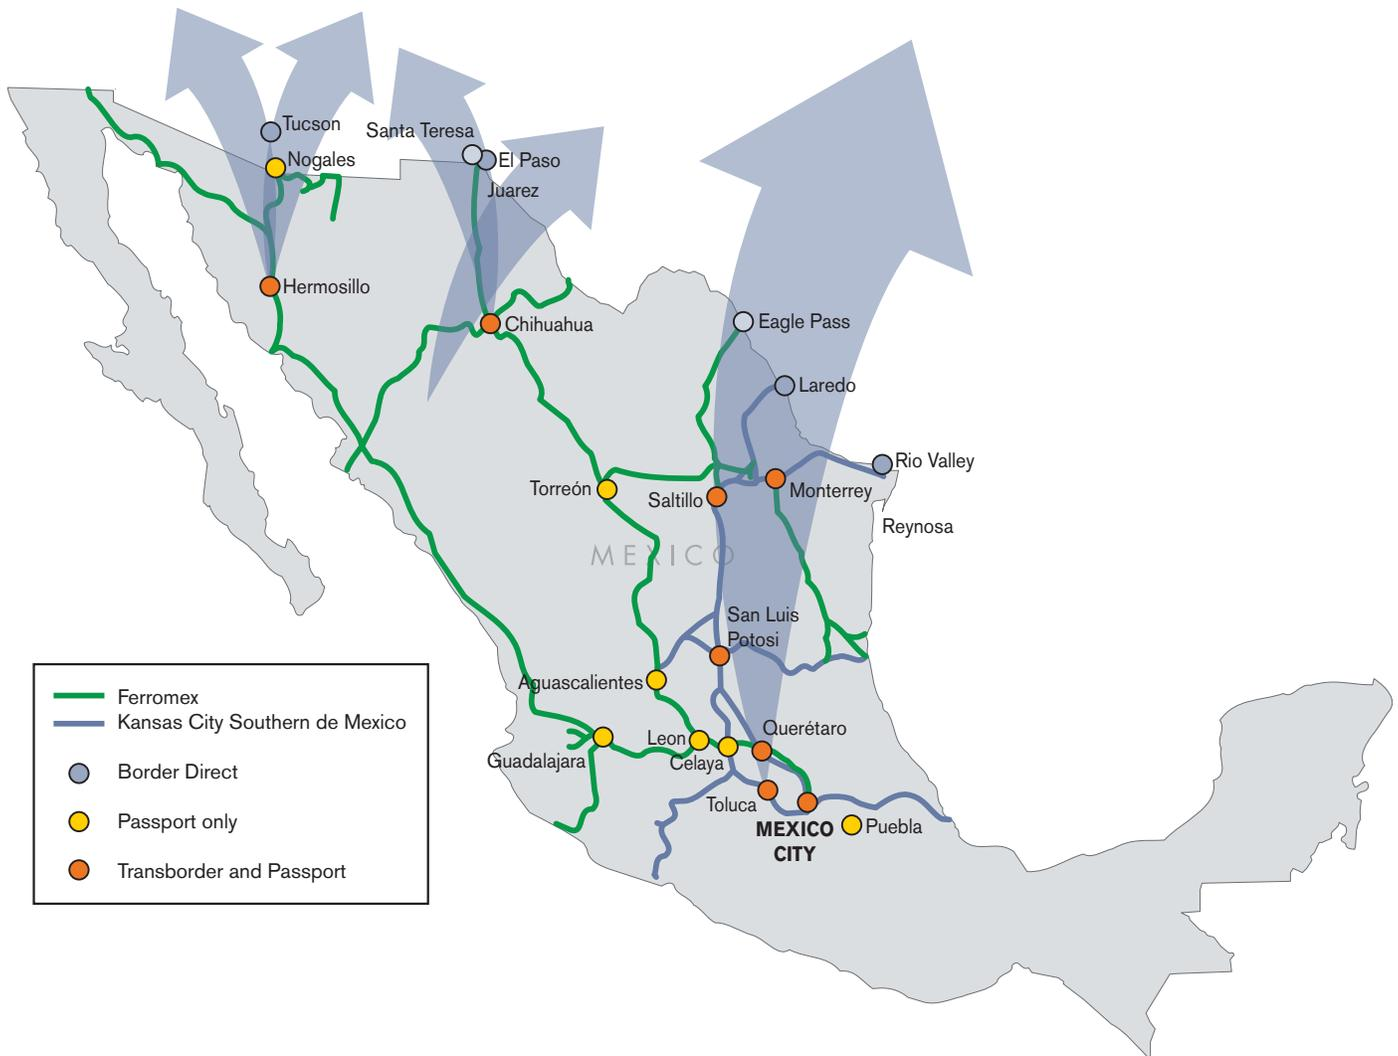 Tucson
Santa Teresa
Nogales
El Paso
Juarez
Hermosillo
Chihuahua
Eagle Pass
Laredo
Rio Valley
Torreón
Saltillo
Monterrey
Reynosa
MEXICO
San Luis
Potosi
Aguascalientes
Querétaro
Leon
Guadalajara
Celaya
Toluca
MEXICO
CITY
Puebla
Ferromex
Kansas City Southern de Mexico
Border Direct
Passport only
Transborder and Passport